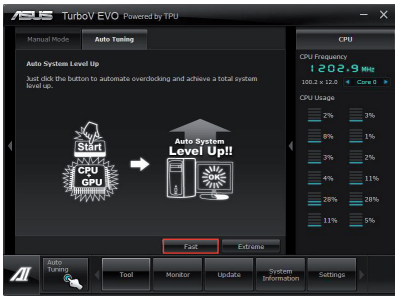 ASUS TurboV EVO Powered by TPU
Manual Mode
Auto Tuning
CPU
Auto System Level Up
Just click the button to automate overclocking and achieve a total system
level up.
CPU Frequency
1202.9 MHz
100.2 x 12.0
Core 0
CPU Usage
2% 3%
8% 1%
3% 2%
4% 11%
28% 28%
11% 5%
Start
CPU
+
GPU
Auto System
Level Up!!
OK
Fast
Extreme
AI
Auto
Tuning
Tool
Monitor
Update
System
Information
Settings